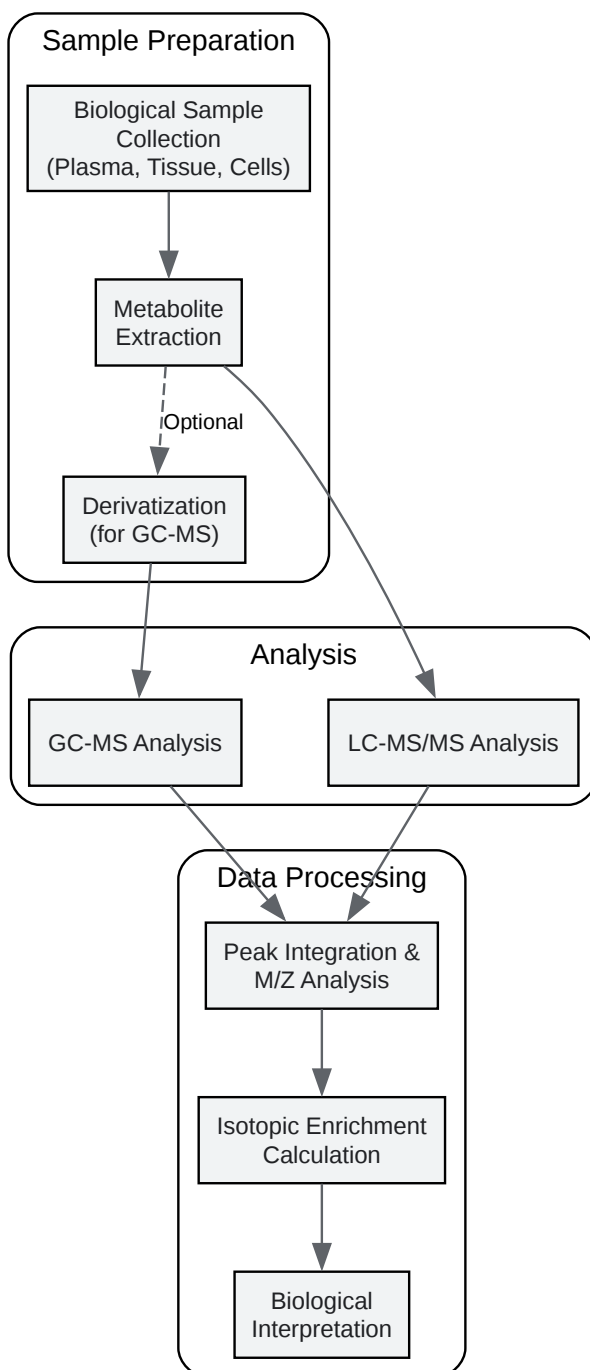 Sample Preparation
Biological Sample
Collection
(Plasma, Tissue, Cells)
Metabolite
Extraction
Optional
Derivatization
(for GC-MS)
Analysis
GC-MS Analysis
LC-MS/MS Analysis
Data Processing
Peak Integration &
M/Z Analysis
Isotopic Enrichment
Calculation
Biological
Interpretation